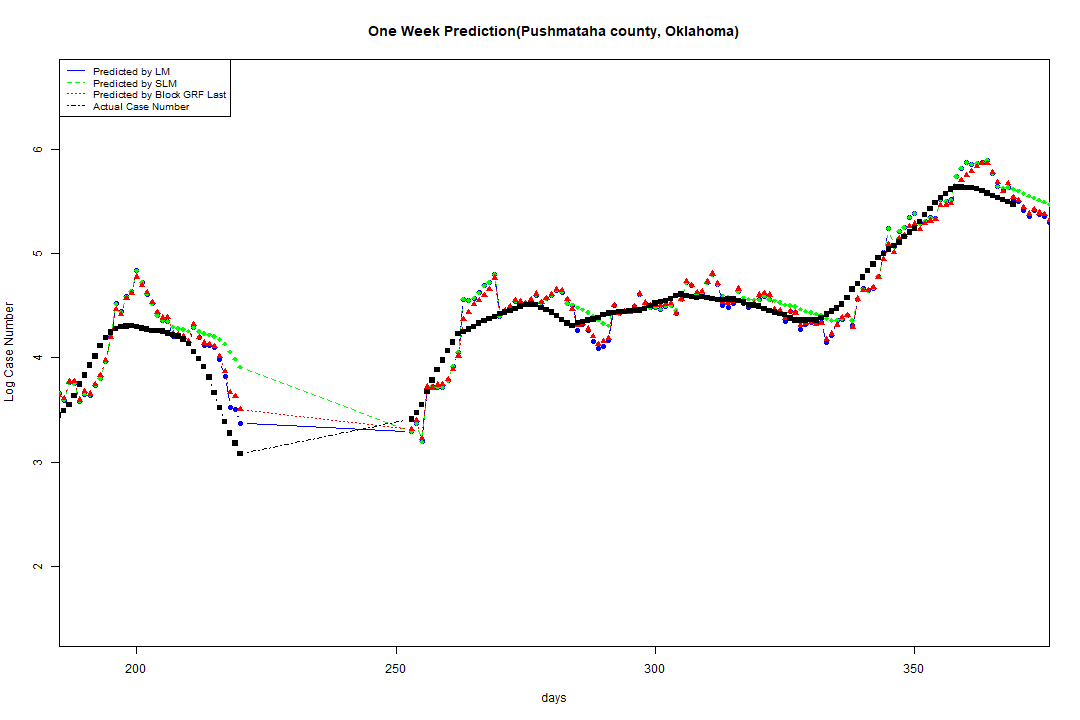 One Week Prediction(Pushmataha county, Oklahoma)
Predicted by LM
Predicted by SLM
Predicted by Block GRF Last
Actual Case Number
6
5
4
3
2
Log Case Number
200 250 300 350
days